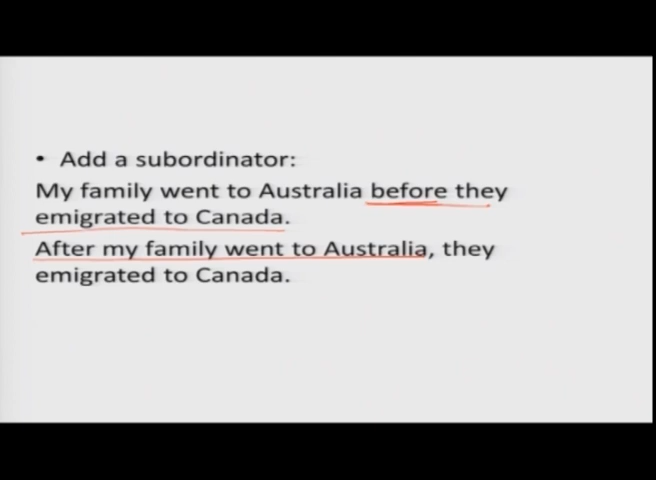 • Add a subordinator:
My family went to Australia before they
emigrated to Canada.
After my family went to Australia, they
emigrated to Canada.